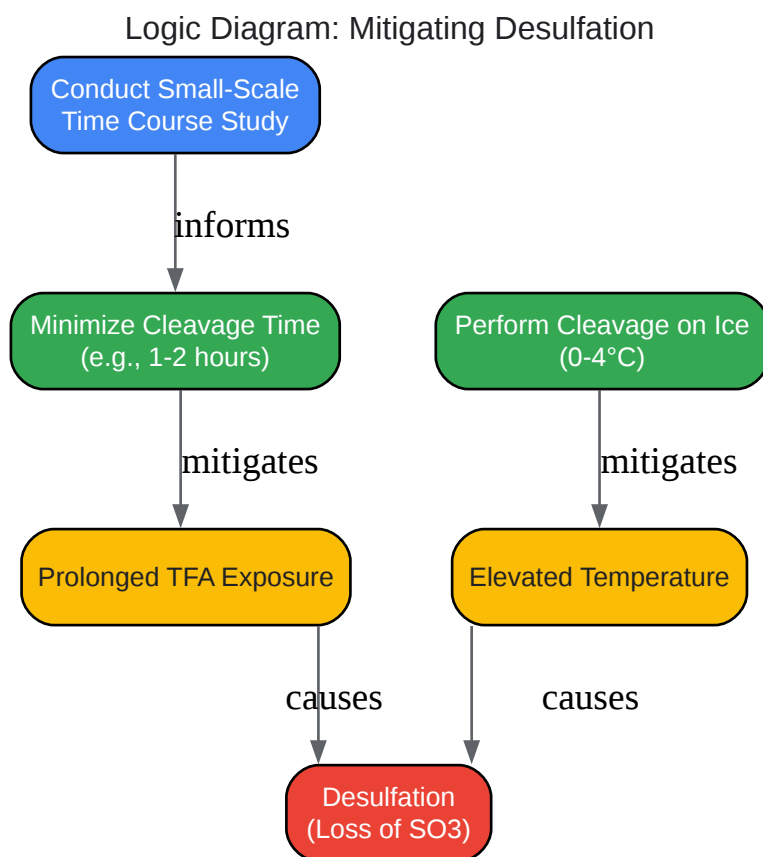 Logic Diagram: Mitigating Desulfation
Conduct Small-Scale
Time Course Study
informs
Minimize Cleavage Time
(e.g., 1-2 hours)
Perform Cleavage on Ice
(0-4°C)
mitigates
mitigates
Prolonged TFA Exposure
Elevated Temperature
causes
causes
Desulfation
(Loss of SO3)